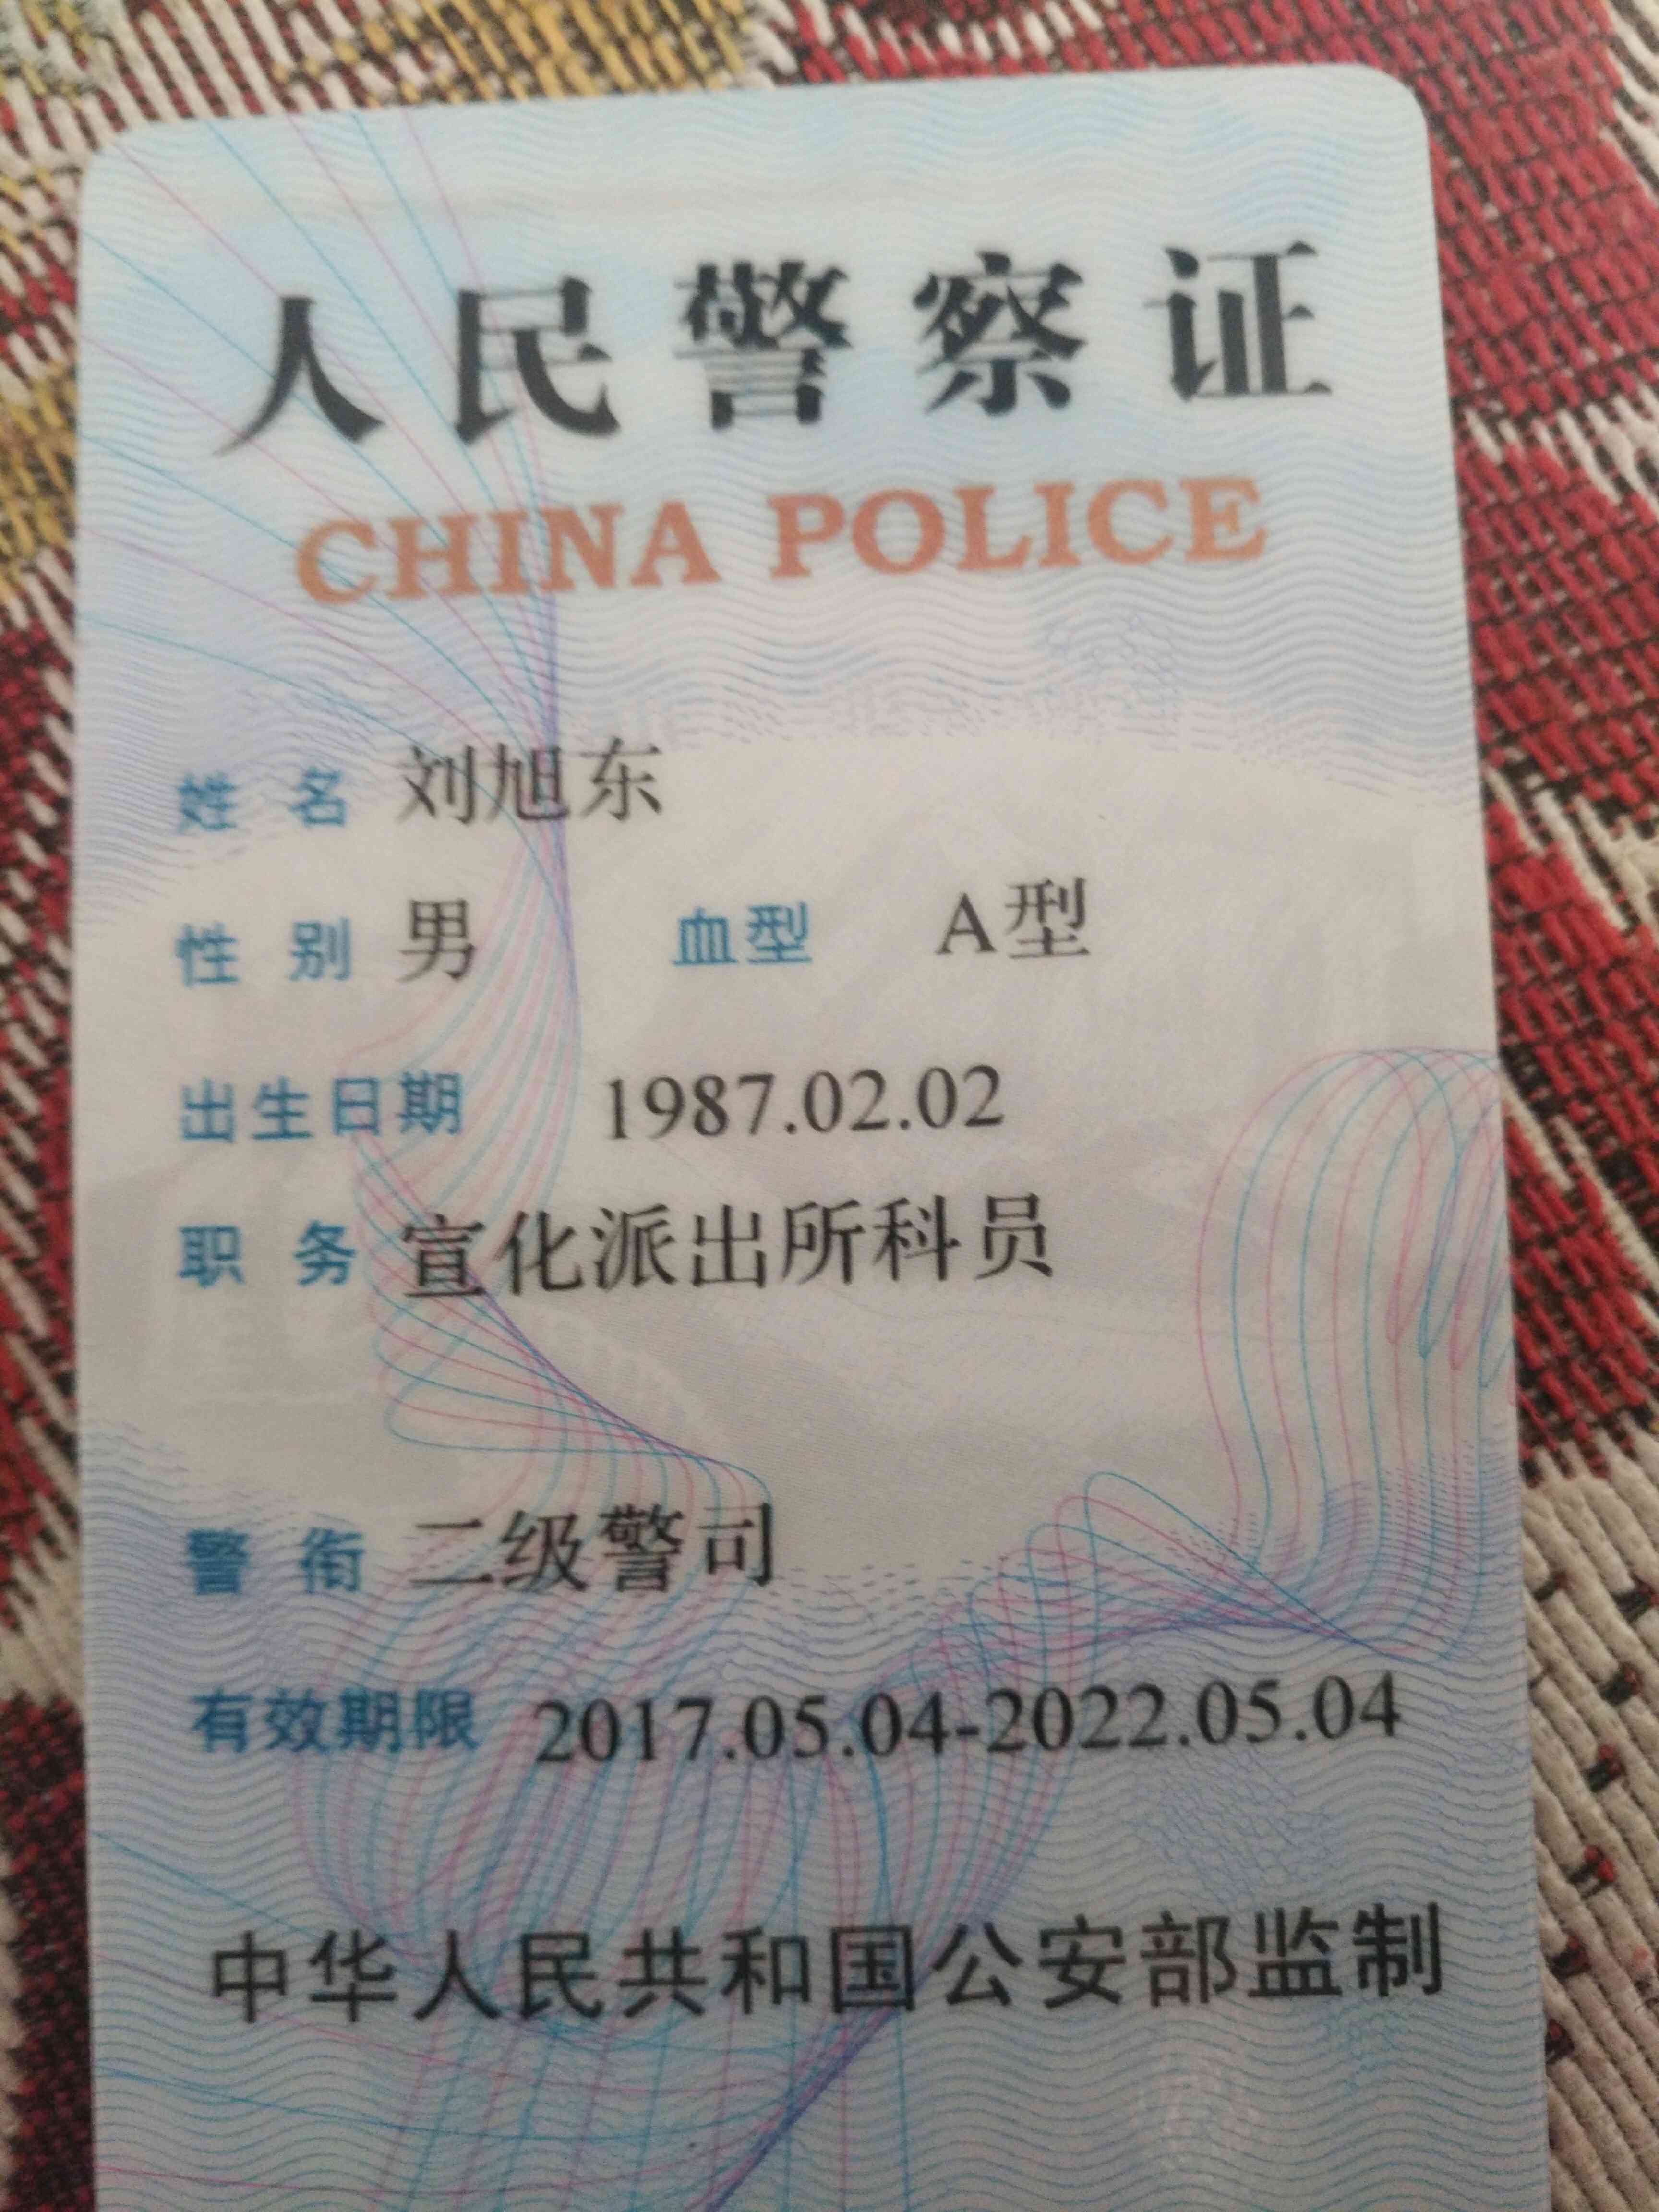 人民警察证
CHINA POLICE
姓名 刘旭东
性别 男 血型 A型
出生日期 1987.02.02
职务 宣化派出所科员
警衔 二级警司
有效期限 2017.05.04-2022.05.04
中华人民共和国公安部监制